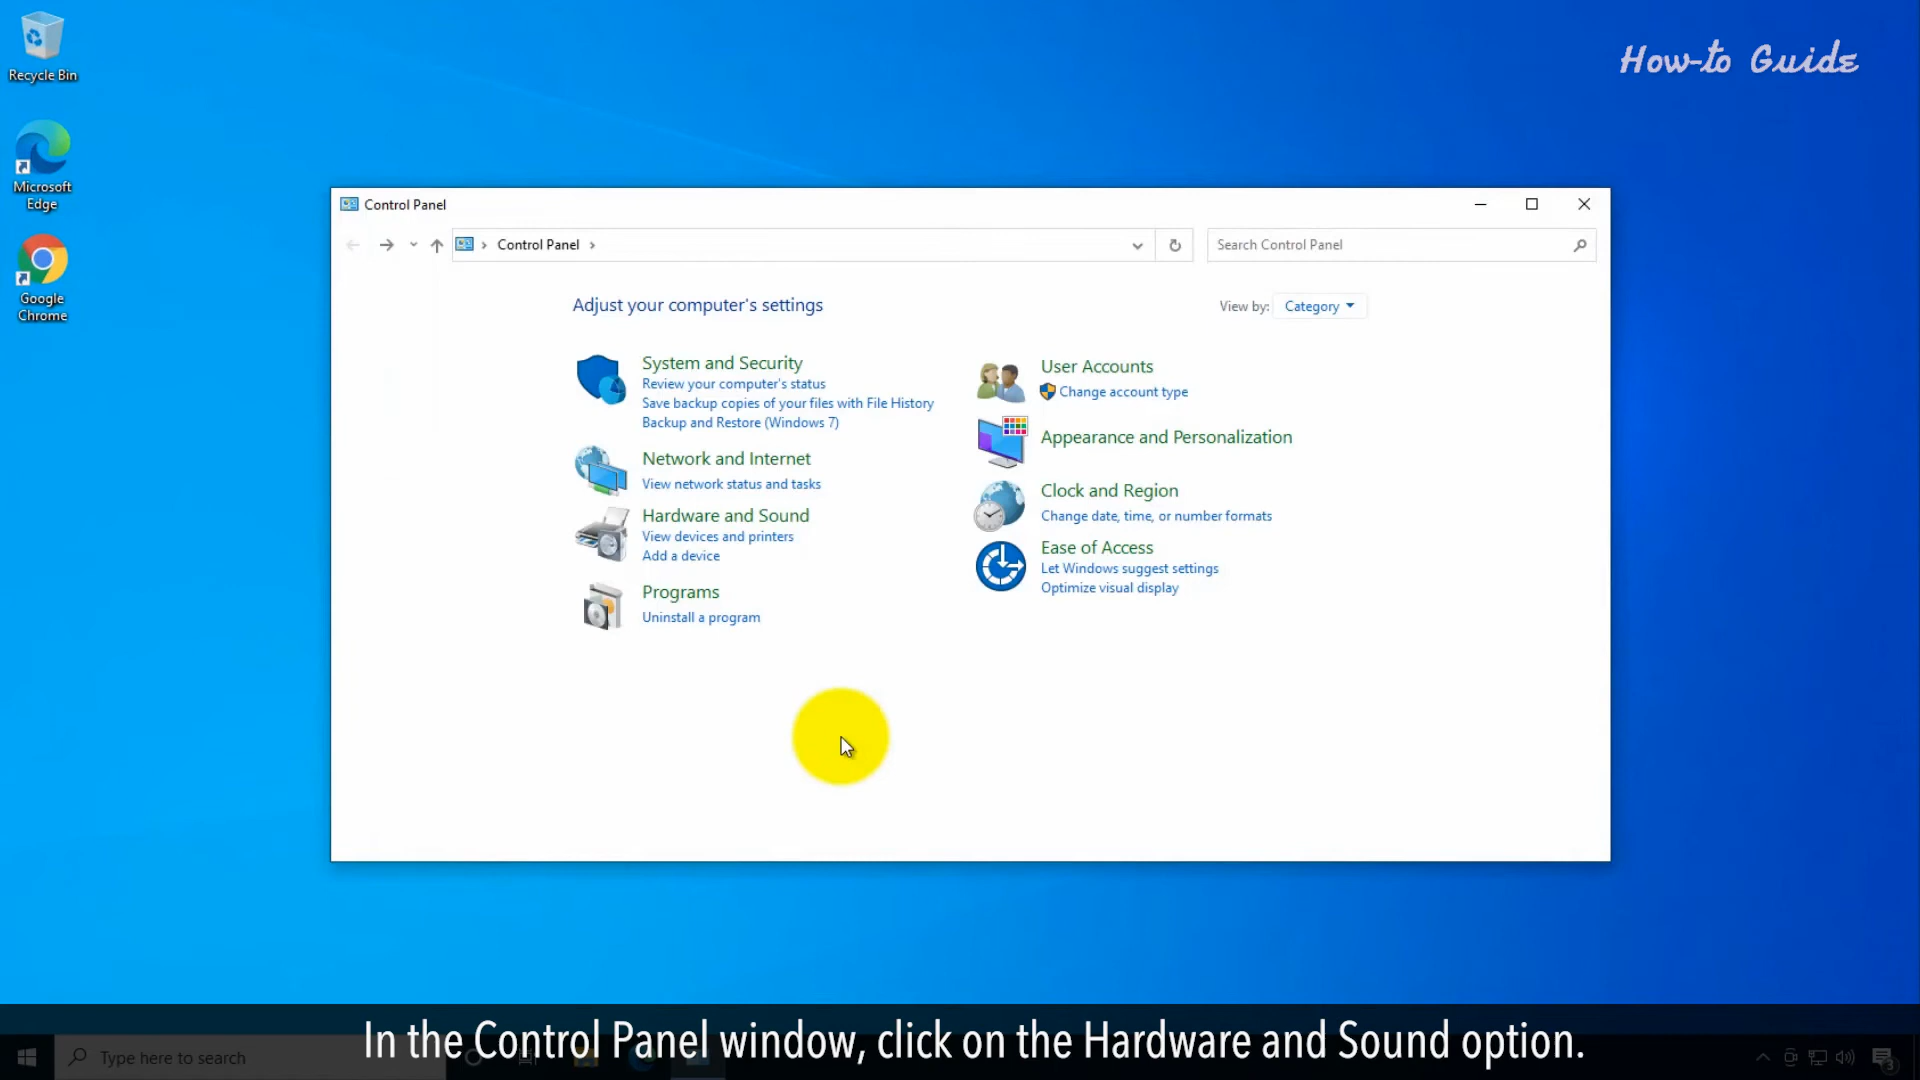 Recycle Bin
Microsoft
Edge
Google
Chrome
How-to Guide
Control Panel
Control Panel
Search Control Panel
Adjust your computer's settings
View by: Category
System and Security
Review your computer's status
Save backup copies of your files with File History
Backup and Restore (Windows 7)
Network and Internet
View network status and tasks
Hardware and Sound
View devices and printers
Add a device
Programs
Uninstall a program
User Accounts
Change account type
Appearance and Personalization
Clock and Region
Change date, time, or number formats
Ease of Access
Let Windows suggest settings
Optimize visual display
In the Control Panel window, click on the Hardware and Sound option.
Type here to search
3